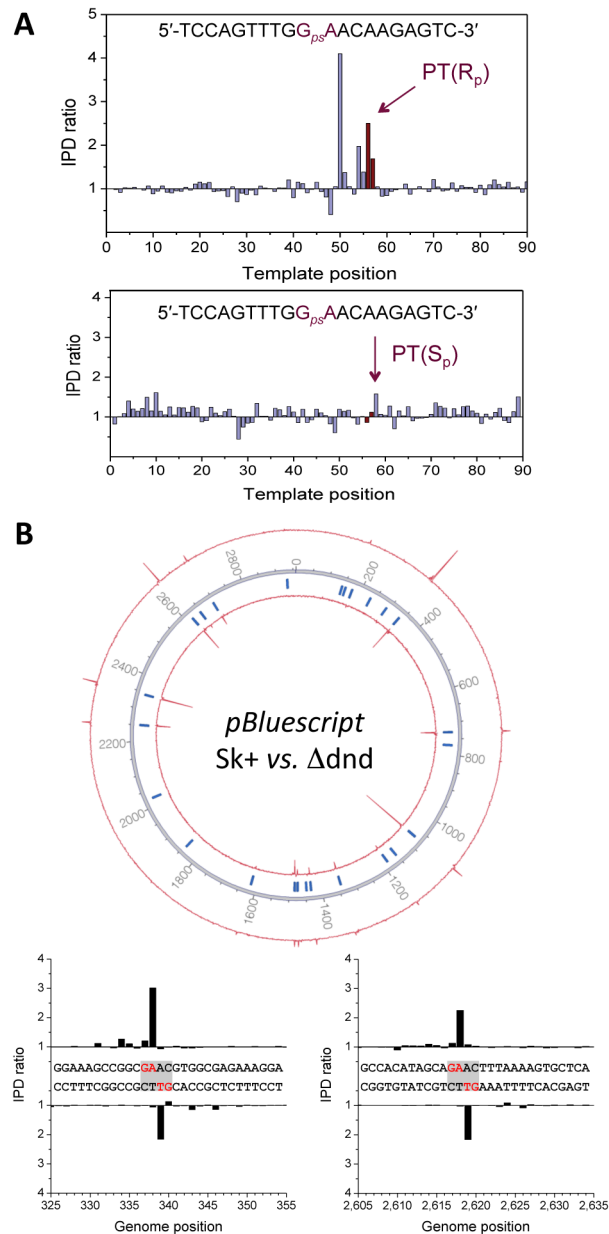 A
5
4
3
2
1
IPD ratio
5′-TCCAGTTTGGpsAACAAGAGTC-3′
PT(Rp)
0 10 20 30 40 50 60 70 80 90
Template position
4
3
2
1
IPD ratio
5′-TCCAGTTTGGpsAACAAGAGTC-3′
PT(Sp)
0 10 20 30 40 50 60 70 80 90
Template position
B
0
200
400
600
800
1000
1200
1400
1600
1800
2000
2200
2400
2600
2800
pBluescript
Sk+ vs. Δdnd
4
3
2
1
IPD ratio
GGAAAGCCGGCGAACGTGGCGAGAAAGGA
CCTTTCGGCCGCTTGCACCGCTCTTTCCT
1
2
3
4
325 330 335 340 345 350 355
Genome position
4
3
2
1
IPD ratio
GCCACATAGCAGAACTTTAAAAGTGCTCA
CGGTGTATCGTCTTGAAATTTTCACGAGT
1
2
3
4
2,605 2,610 2,615 2,620 2,625 2,630 2,635
Genome position